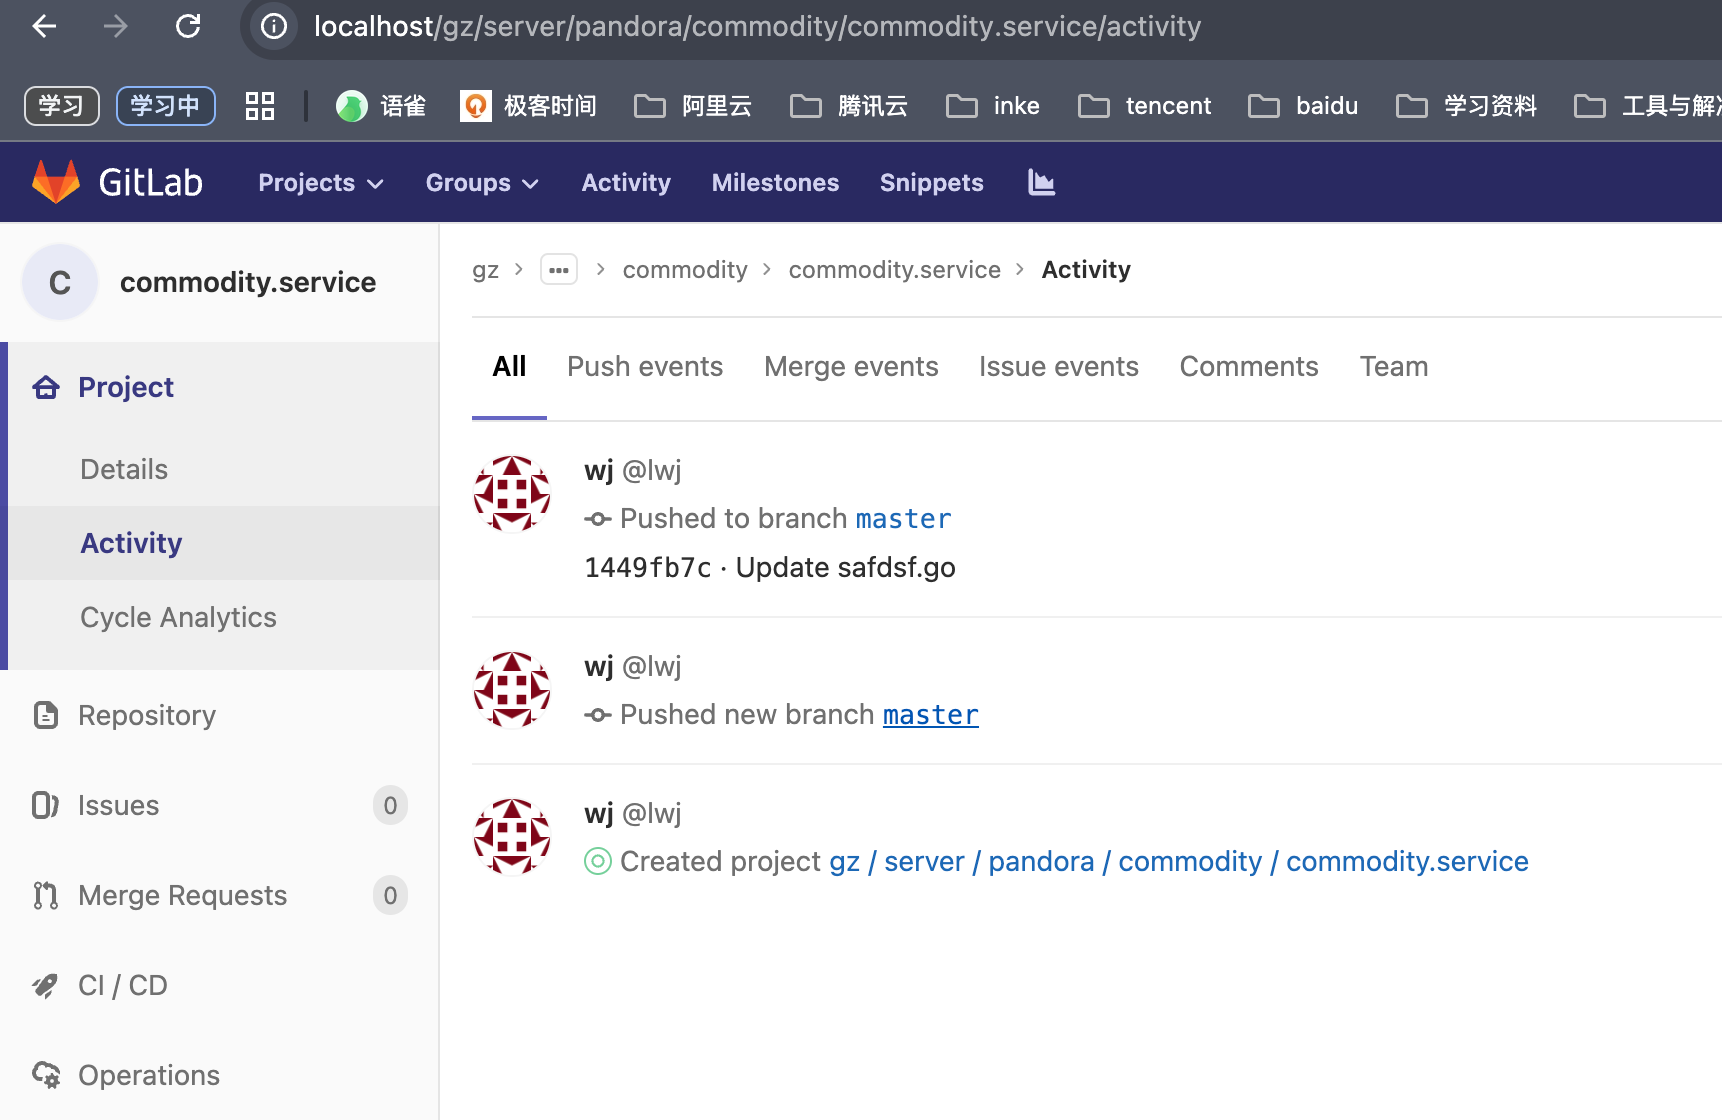 localhost/gz/server/pandora/commodity/commodity.service/activity
学习 学习中 语雀 极客时间 阿里云 腾讯云 inke tencent baidu 学习资料 工具与解
GitLab Projects Groups Activity Milestones Snippets
C commodity.service
gz > ... > commodity > commodity.service > Activity
Project
Details
Activity
Cycle Analytics
Repository
Issues 0
Merge Requests 0
CI / CD
Operations
All Push events Merge events Issue events Comments Team
wj @lwj
Pushed to branch master
1449fb7c · Update safdsf.go
wj @lwj
Pushed new branch master
wj @lwj
Created project gz / server / pandora / commodity / commodity.service